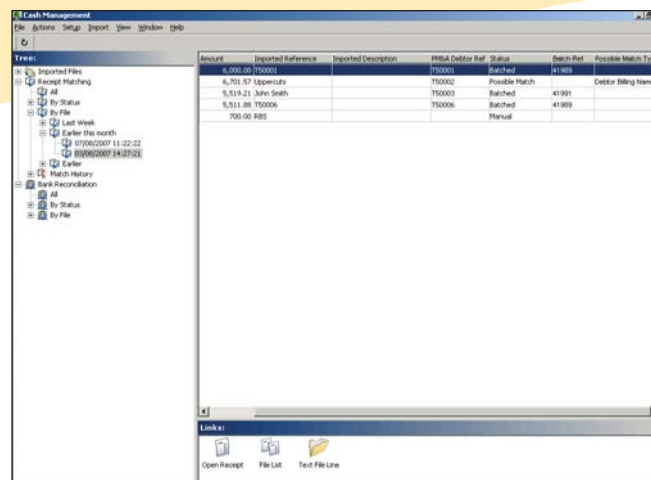 Cash Management
File Actions Setup Import View Window Help
Tree:
Imported Files
Receipt Matching
All
By Status
By File
Last Week
Earlier this month
07/08/2007 11:22:22
03/08/2007 14:27:21
Earlier
Match History
Bank Reconciliation
All
By Status
By File
Amount Imported Reference Imported Description PM&A Debtor Ref Status Batch Ref Possible Match Ty
6,000.00 T50001 T50001 Batched 41989
6,701.57 Uppercuts T50002 Possible Match Debtor Billing Name
5,519.21 John Smith T50003 Batched 41991
5,511.88 T50006 T50006 Batched 41989
700.00 RBS Manual
Links:
Open Receipt File List Text File Line